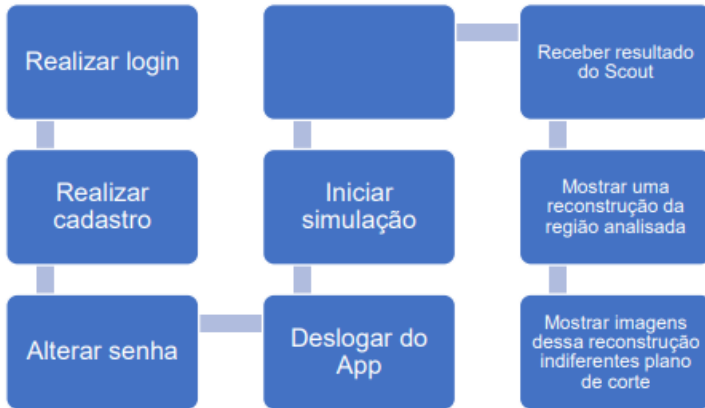 Realizar login
Realizar
cadastro
Alterar senha
Deslogar do
App
Iniciar
simulação
Receber resultado
do Scout
Mostrar uma
reconstrução da
região analisada
Mostrar imagens
dessa reconstrução
indiferentes plano
de corte